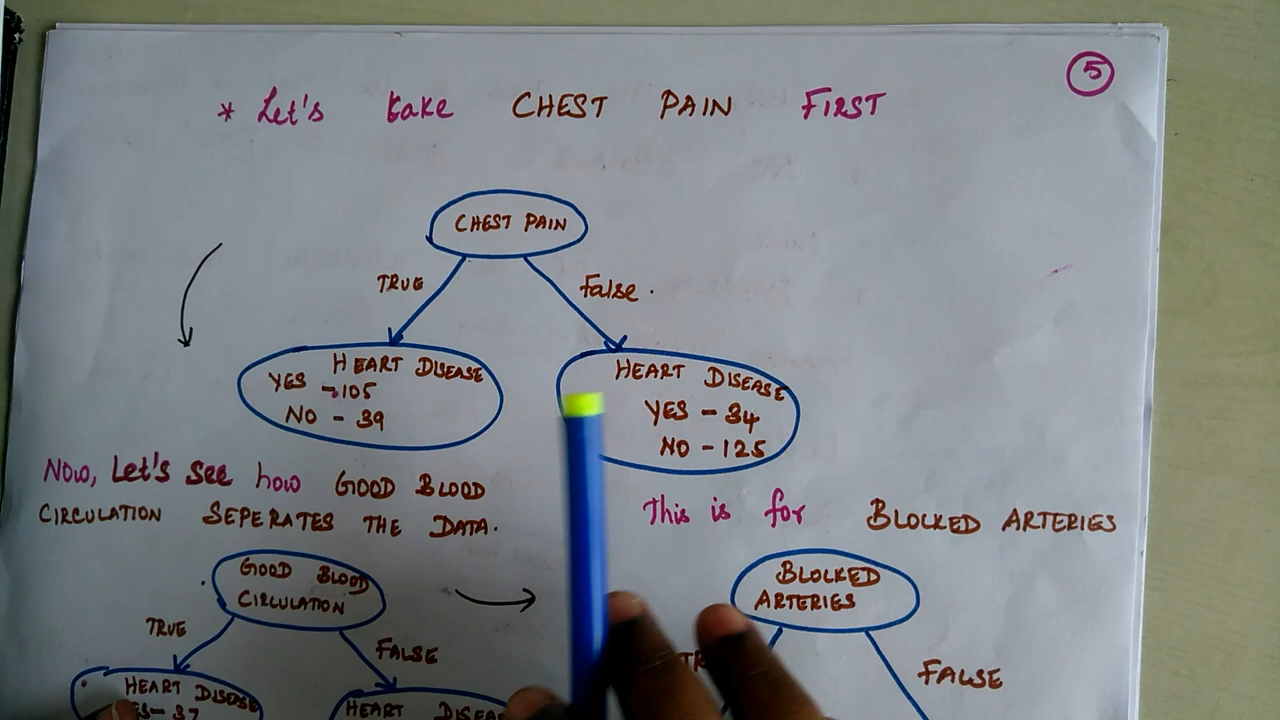 5
* Let's take CHEST PAIN FIRST
CHEST PAIN
TRUE
False.
HEART DISEASE
YES - 105
NO - 39
HEART DISEASE
YES - 34
NO - 125
Now, Let's see how GOOD BLOOD
CIRCULATION SEPERATES THE DATA.
This is for BLOCKED ARTERIES
GOOD BLOOD
CIRCULATION
BLOCKED
ARTERIES
TRUE
FALSE
FALSE
HEART DISEASE
- 37
HEART